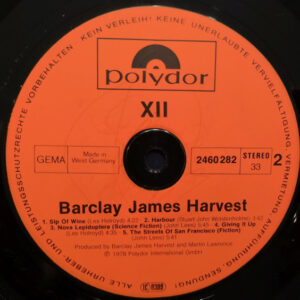 KEIN VERLEIH! KEINE UNERLAUBTE VERVIELFÄLTIGUNG,
polydor
XII
GEMA
Made in
West Germany
2460 282
STEREO
33
2
Barclay James Harvest
1. Sip Of Wine (Les Holroyd) 4:22 2. Harbour (Stuart John Wolstenholme) 3:47
3. Nova Lepidoptera (Science Fiction) (John Lees) 5:54 4. Giving It Up
(Les Holroyd) 4:35 5. The Streets Of San Francisco (Fiction)
(John Lees) 5:41
Produced by Barclay James Harvest and Martin Lawrence
℗ 1978 Polydor International GmbH
ALLE URHEBER- UND LEISTUNGSSCHUTZRECHTE VORBEHALTEN
AUFFÜHRUNG, SENDUNG!